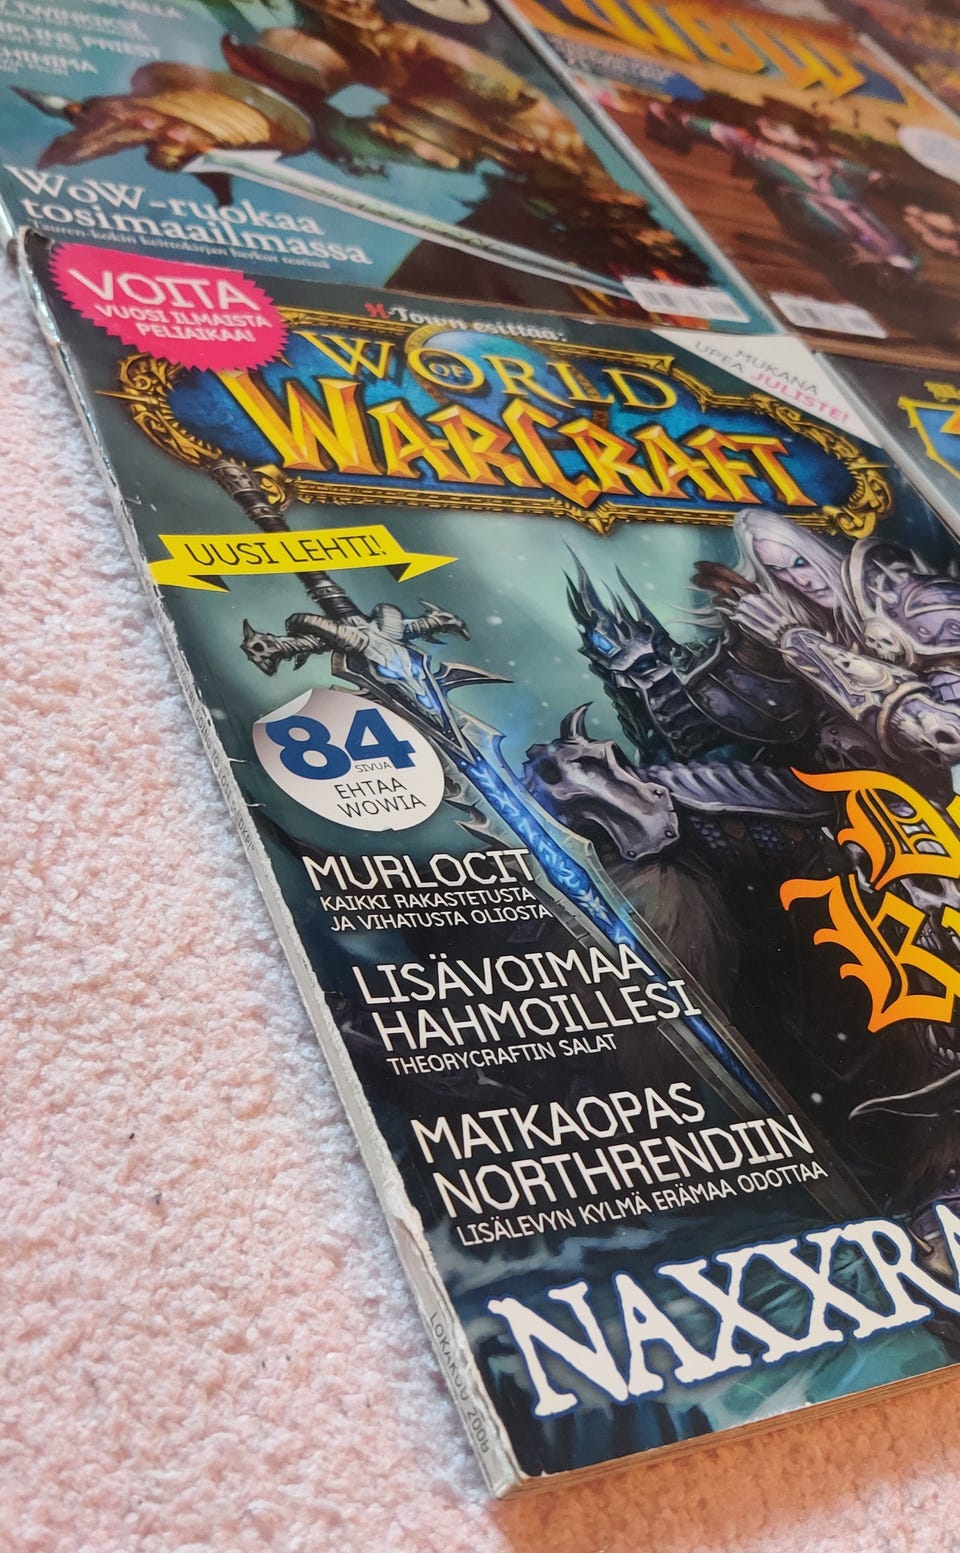 PRIEST
WoW-ruokaa
tosimaailmassa
VOITA
VUOSI ILMAISTA
PELIAIKAA!
H-Town esittää:
MUKANA
UPEA JULISTE!
WORLD
OF
WARCRAFT
UUSI LEHTI!
84
SIVUA
EHTAA
WOWIA
MURLOCIT
KAIKKI RAKASTETUSTA
JA VIHATUSTA OLIOSTA
LISÄVOIMAA
HAHMOILLESI
THEORYCRAFTIN SALAT
MATKAOPAS
NORTHRENDIIN
LISÄLEVYN KYLMÄ ERÄMAA ODOTTAA
NAXXRA
LOKAKUU 2008